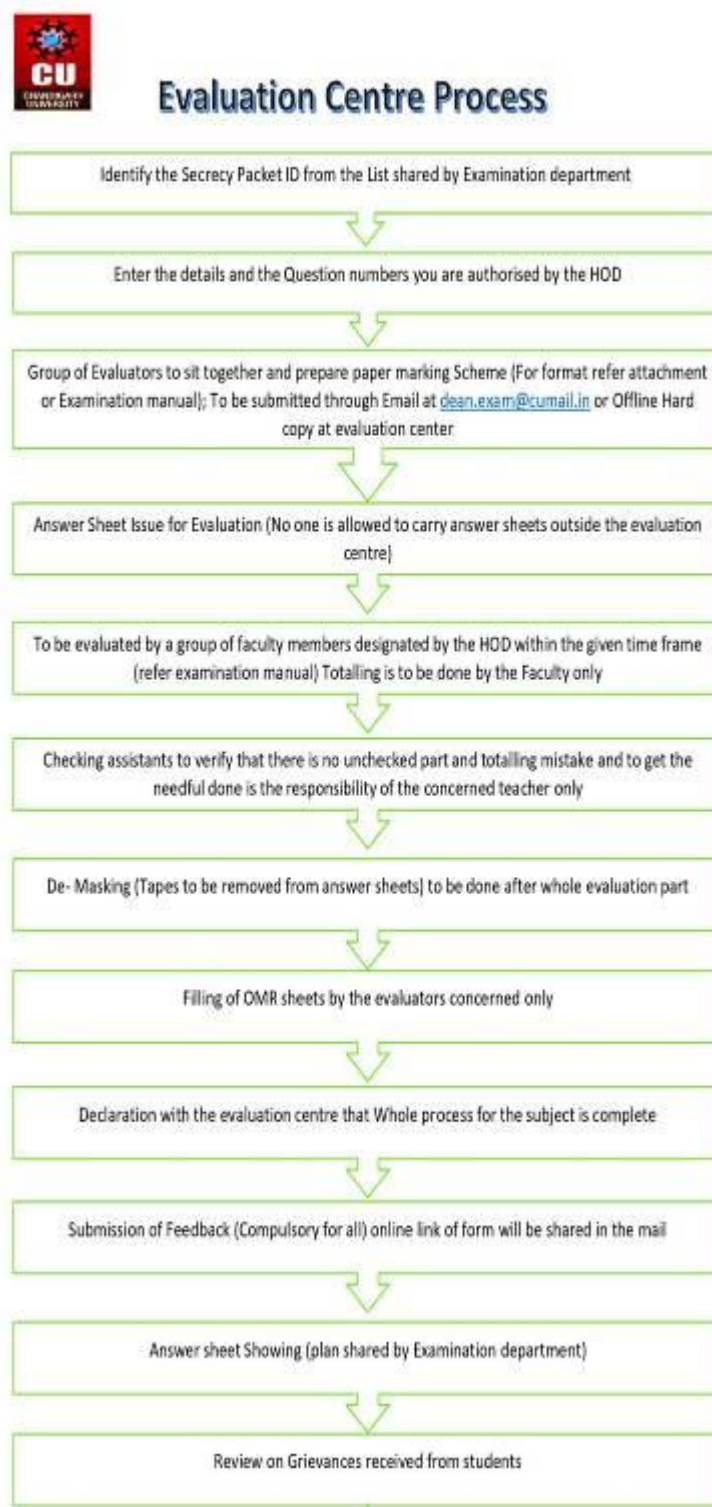 CU
CHANDIGARH
UNIVERSITY
Evaluation Centre Process
Identify the Secrecy Packet ID from the List shared by Examination department
Enter the details and the Question numbers you are authorised by the HOD
Group of Evaluators to sit together and prepare paper marking Scheme (For format refer attachment
or Examination manual); To be submitted through Email at dean.exam@cumail.in or Offline Hard
copy at evaluation center
Answer Sheet Issue for Evaluation (No one is allowed to carry answer sheets outside the evaluation
centre)
To be evaluated by a group of faculty members designated by the HOD within the given time frame
(refer examination manual) Totalling is to be done by the Faculty only
Checking assistants to verify that there is no unchecked part and totalling mistake and to get the
needful done is the responsibility of the concerned teacher only
De- Masking (Tapes to be removed from answer sheets) to be done after whole evaluation part
Filling of OMR sheets by the evaluators concerned only
Declaration with the evaluation centre that Whole process for the subject is complete
Submission of Feedback (Compulsory for all) online link of form will be shared in the mail
Answer sheet Showing (plan shared by Examination department)
Review on Grievances received from students